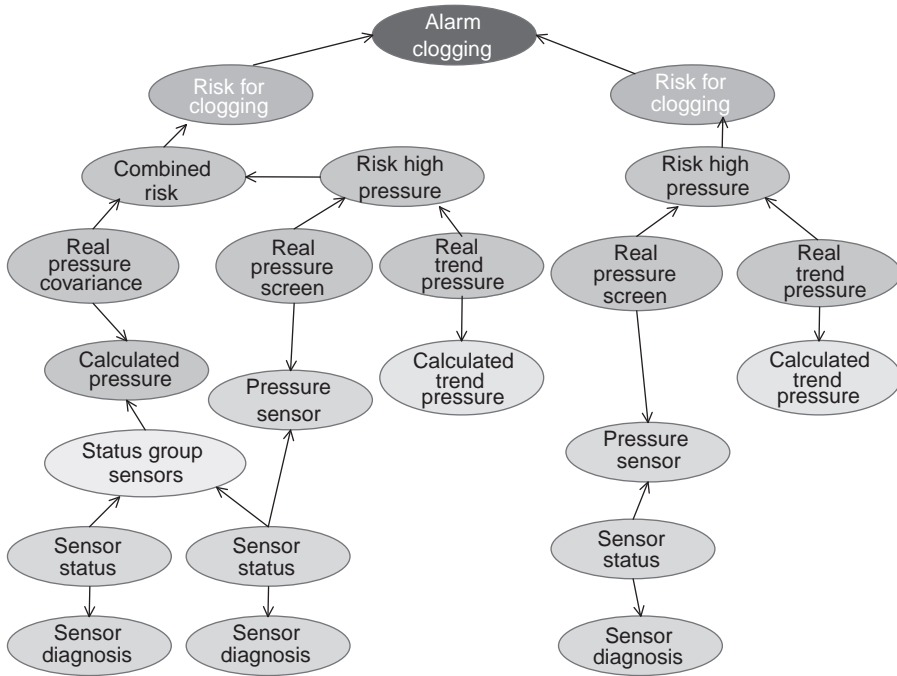 Alarm
clogging
Risk for
clogging
Risk for
clogging
Combined
risk
Risk high
pressure
Risk high
pressure
Real
pressure
covariance
Real
pressure
screen
Real
trend
pressure
Real
pressure
screen
Real
trend
pressure
Calculated
pressure
Pressure
sensor
Calculated
trend
pressure
Calculated
trend
pressure
Status group
sensors
Pressure
sensor
Sensor
status
Sensor
status
Sensor
status
Sensor
diagnosis
Sensor
diagnosis
Sensor
diagnosis